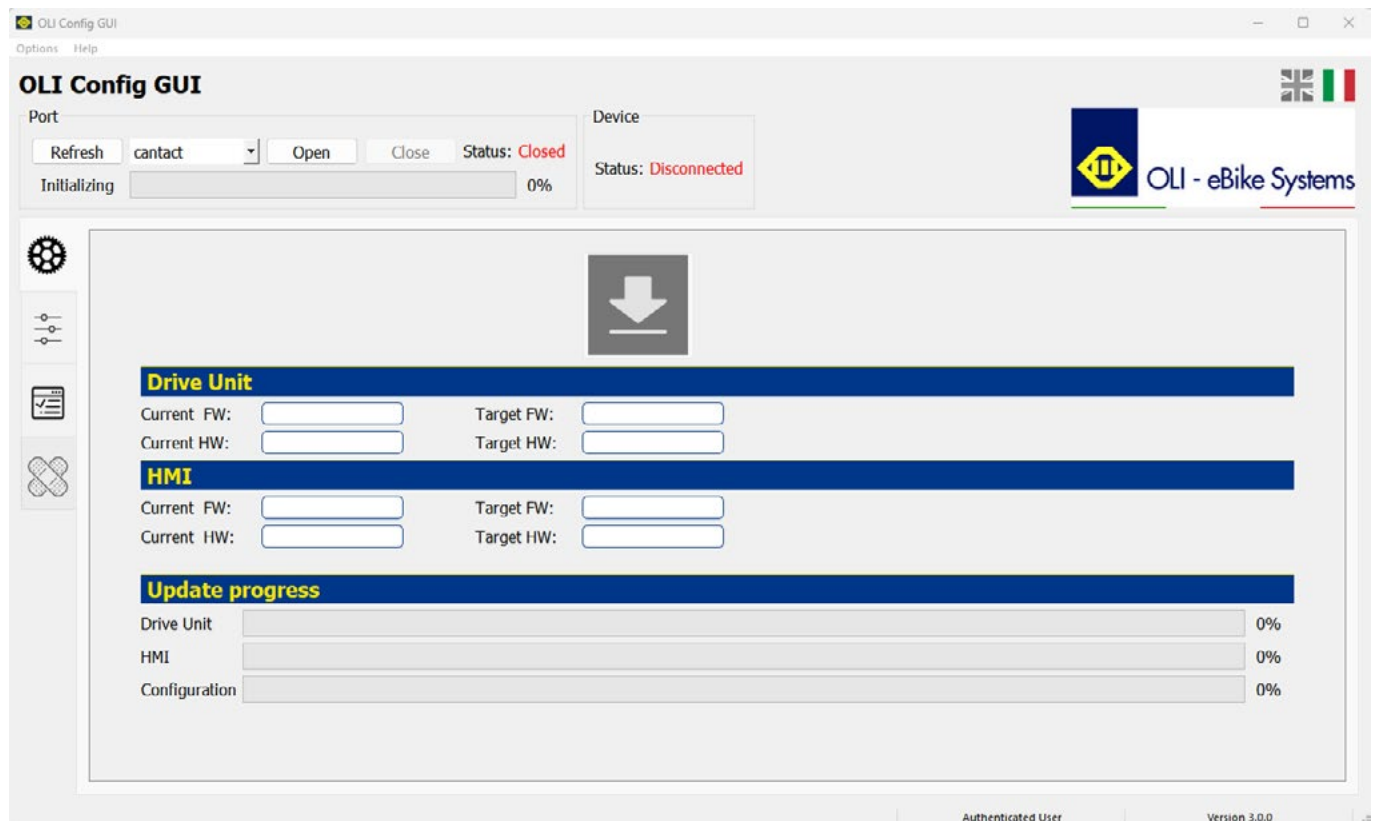 OLI Config GUI
Options Help
OLI Config GUI
Port
Refresh cantact Open Close Status: Closed
Initializing 0%
Device
Status: Disconnected
OLI - eBike Systems
Drive Unit
Current FW: Target FW:
Current HW: Target HW:
HMI
Current FW: Target FW:
Current HW: Target HW:
Update progress
Drive Unit 0%
HMI 0%
Configuration 0%
Authenticated User Version 3.0.0